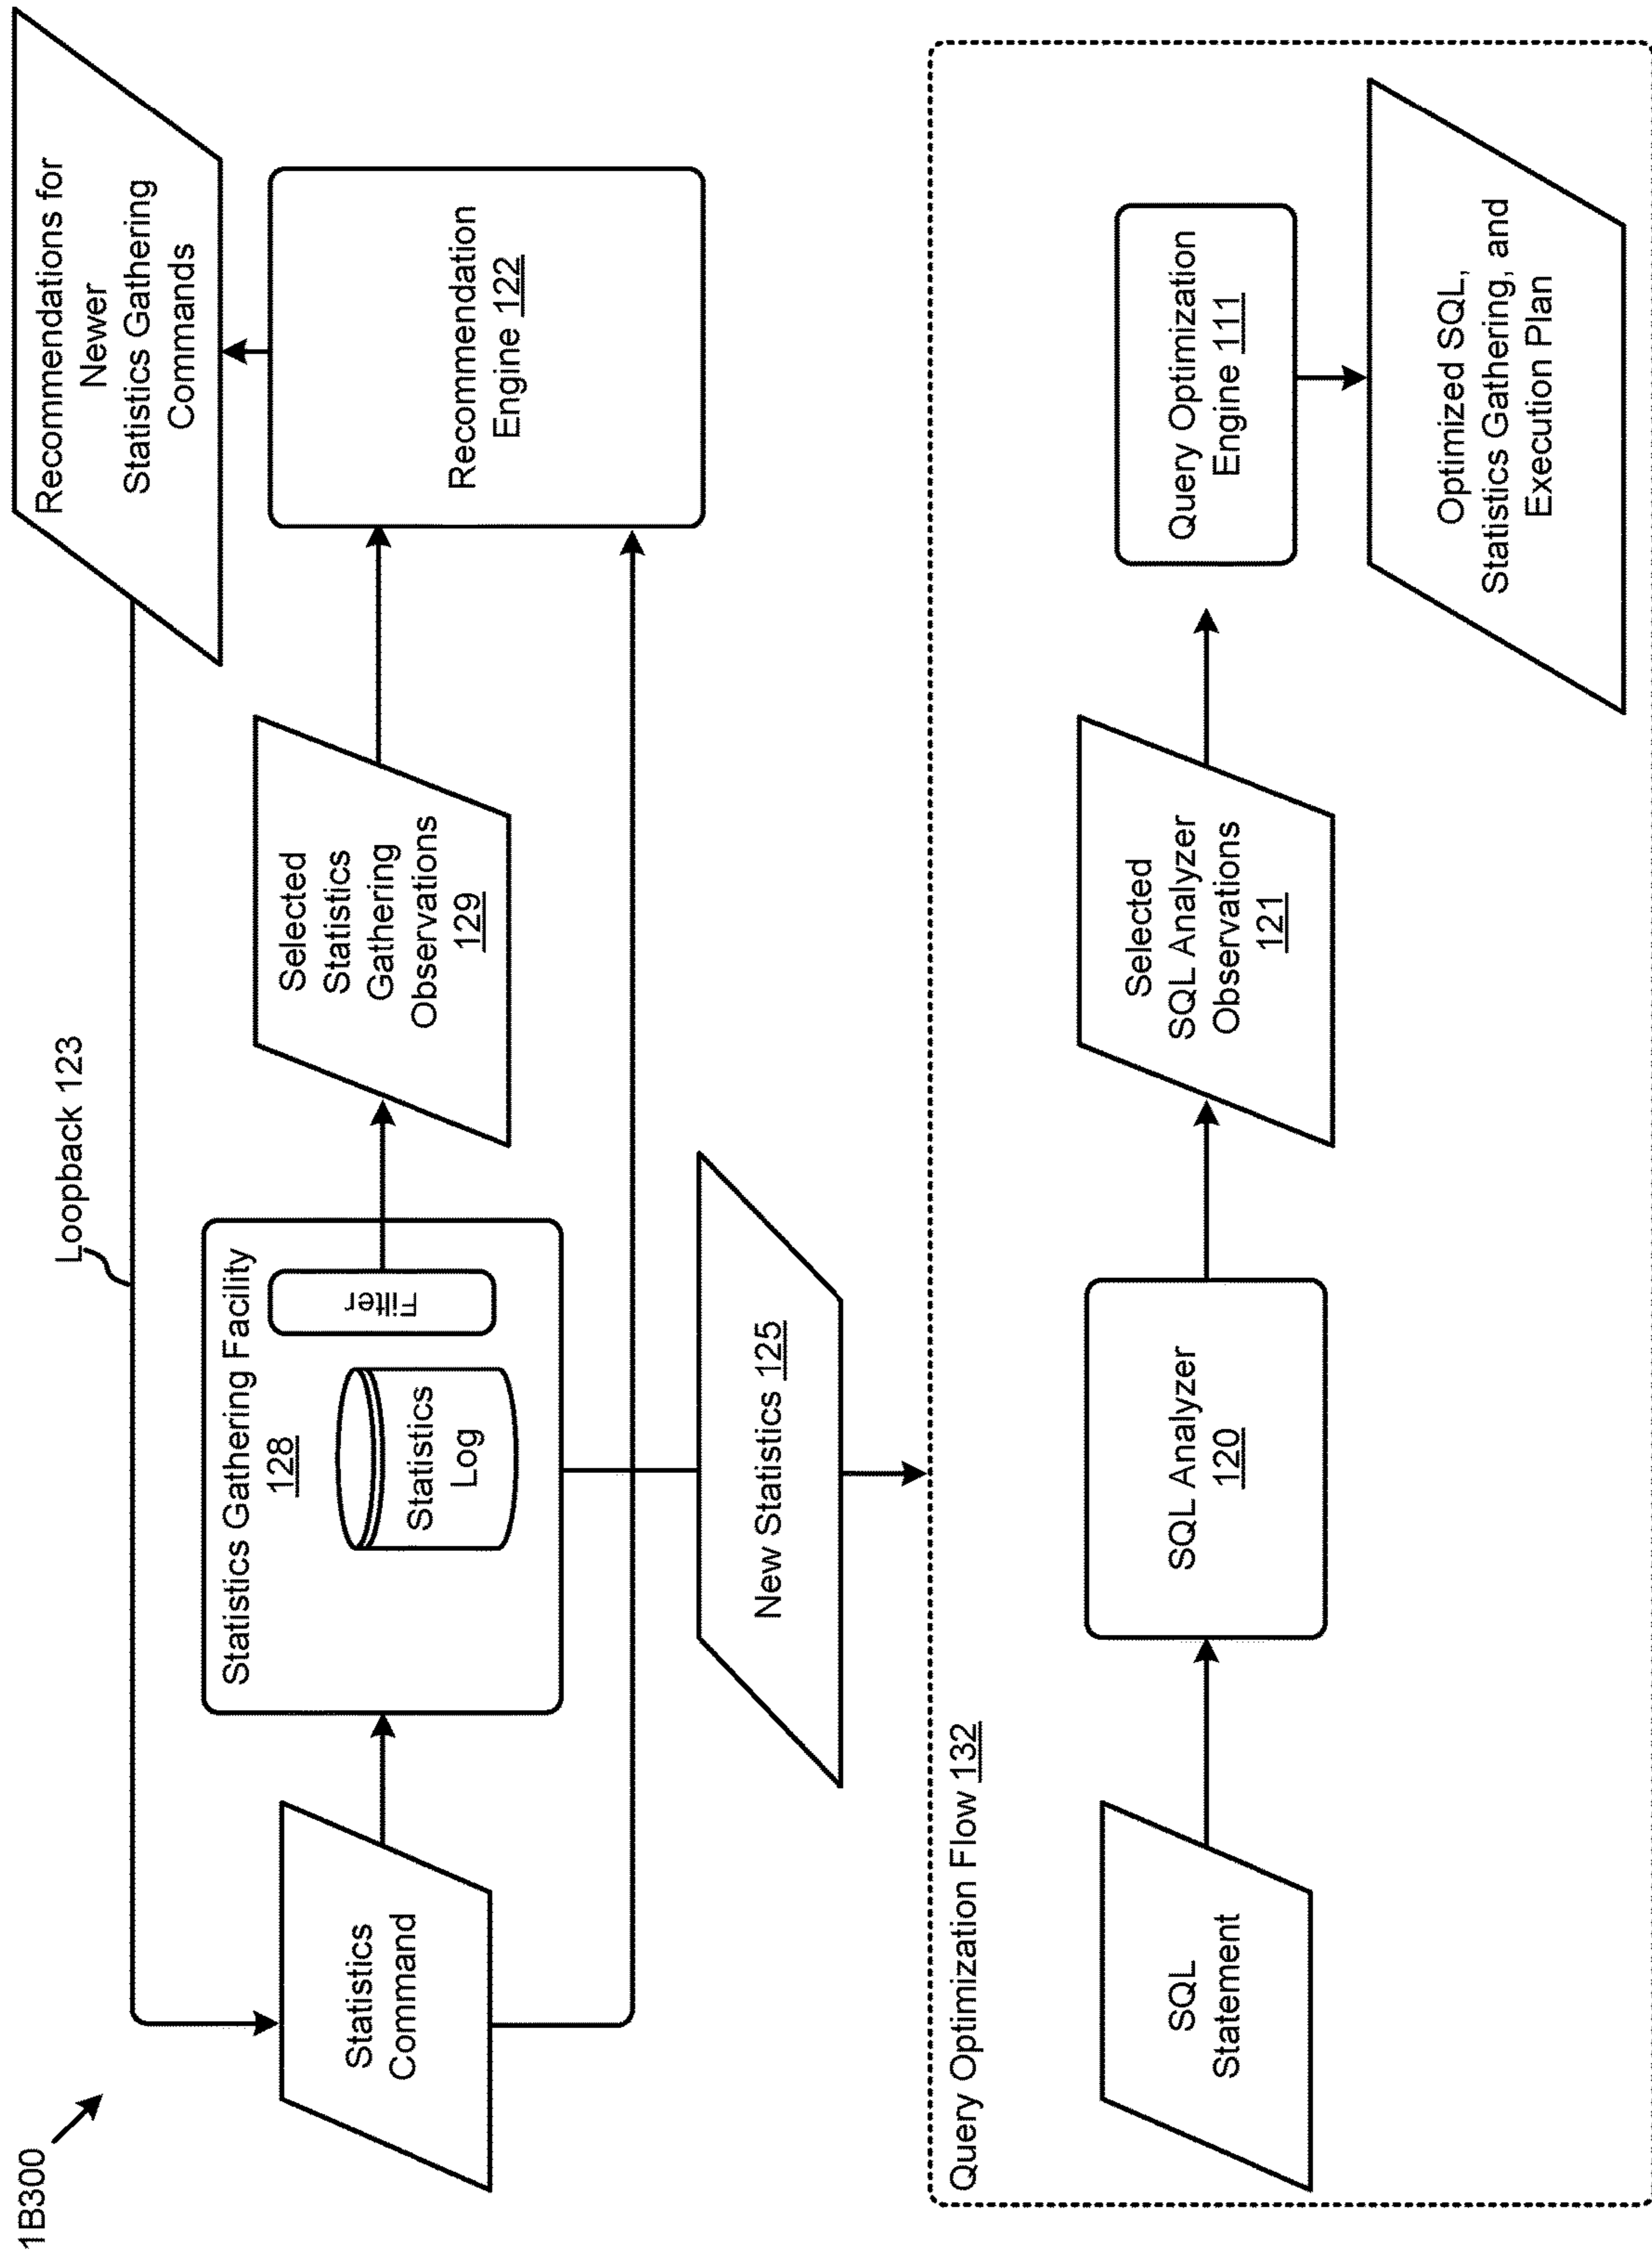 1B300
Loopback 123
Recommendations for
Newer
Statistics Gathering
Commands
Statistics
Command
Statistics Gathering Facility
128
Statistics
Log
Filter
Selected
Statistics
Gathering
Observations
129
Recommendation
Engine 122
New Statistics 125
Query Optimization Flow 132
SQL
Statement
SQL Analyzer
120
Selected
SQL Analyzer
Observations
121
Query Optimization
Engine 111
Optimized SQL,
Statistics Gathering, and
Execution Plan